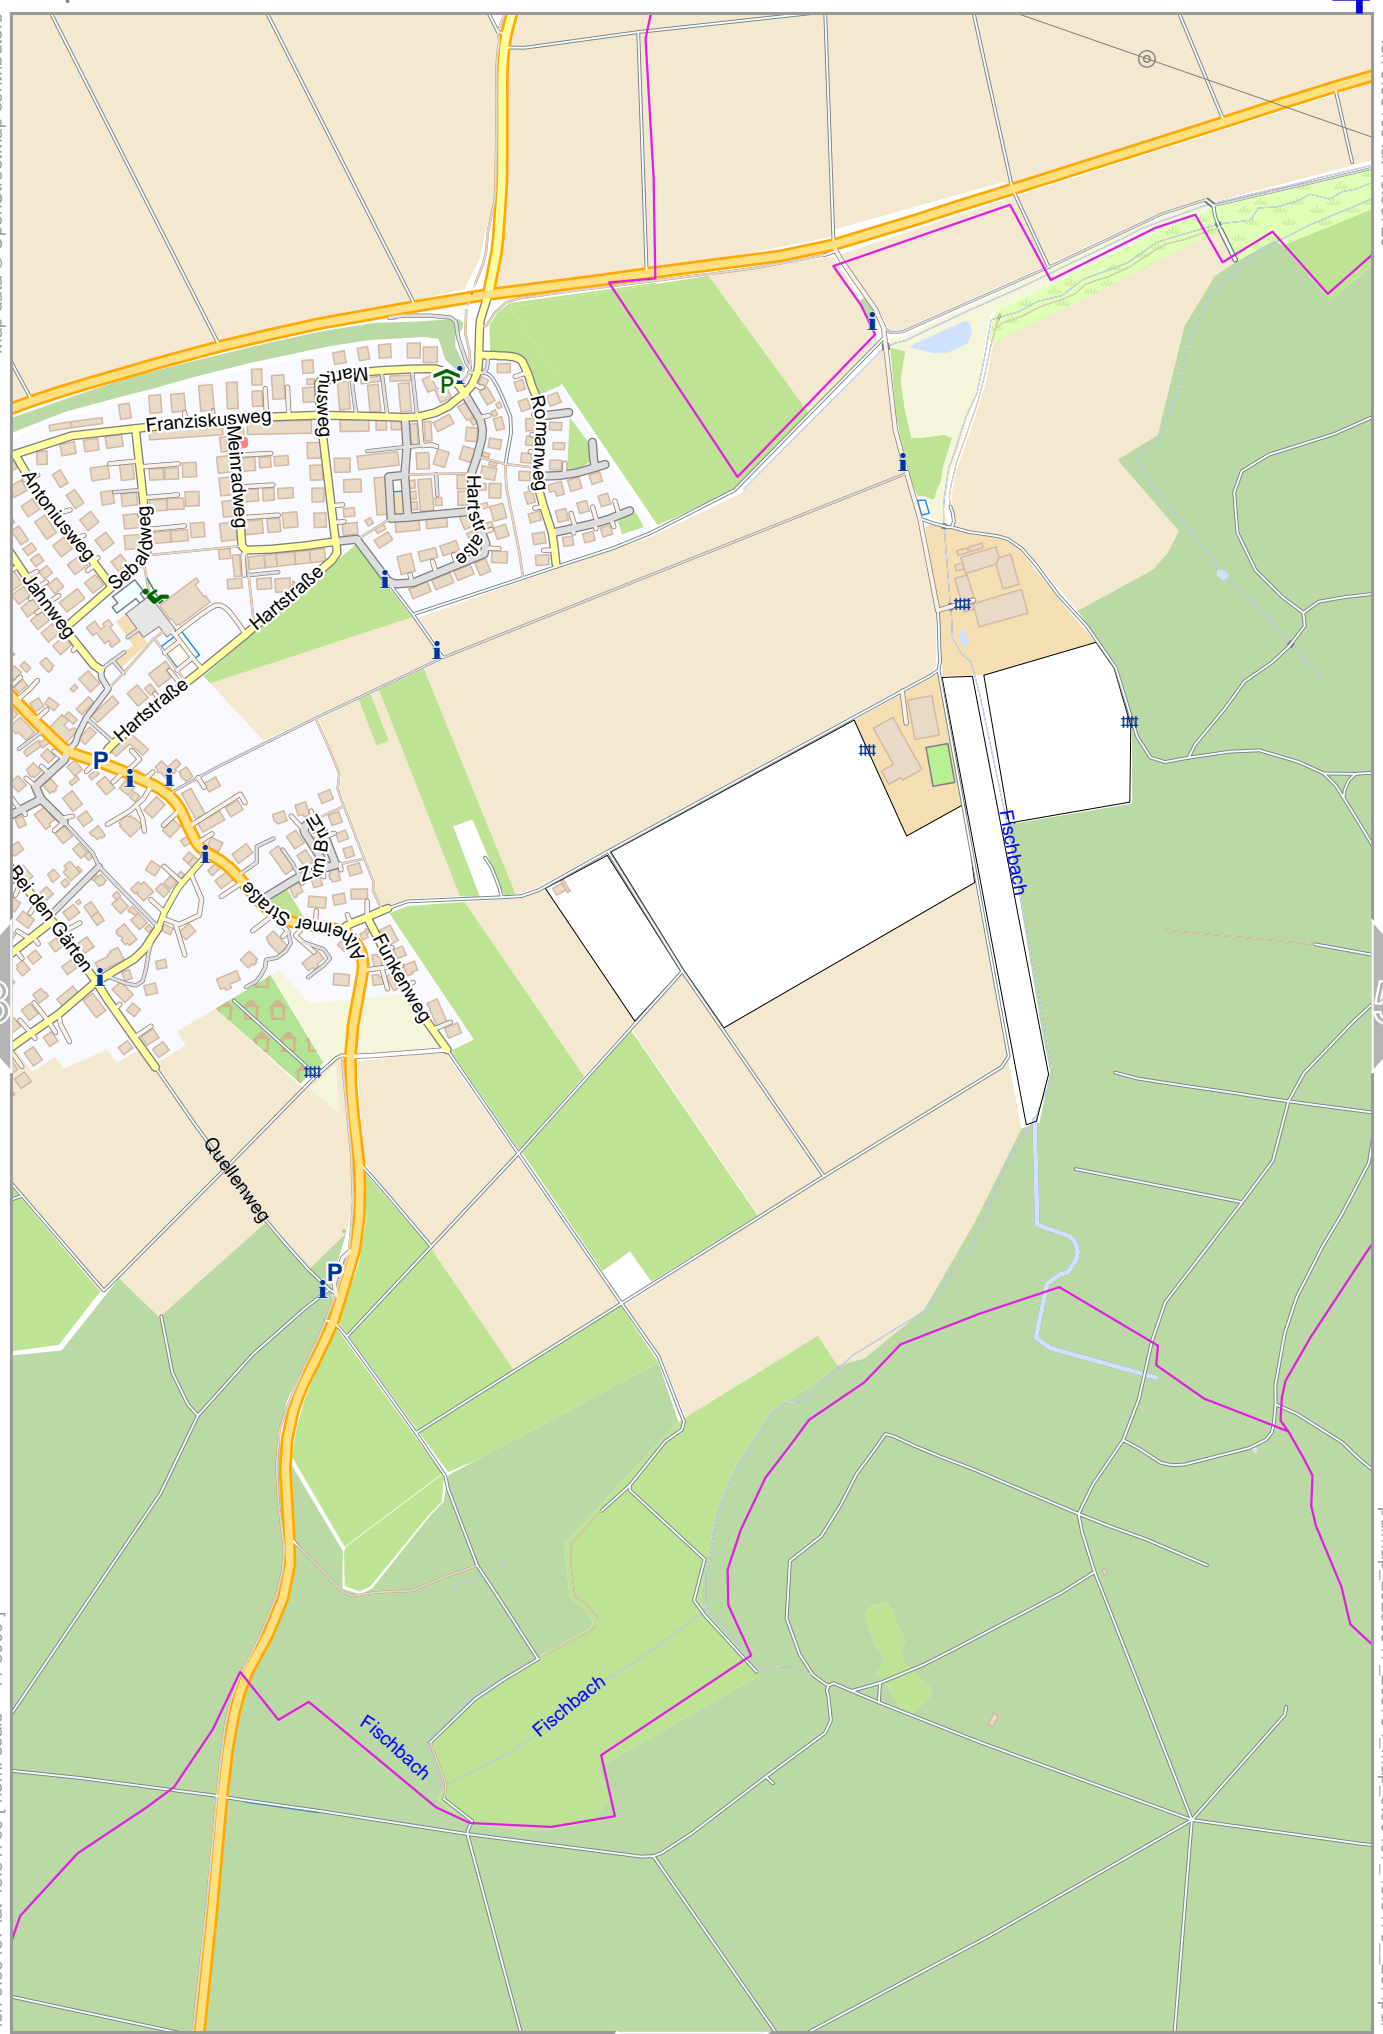 Martinusweg
Franziskusweg
Meinradweg
Romanweg
Hartstraße
Antoniusweg
Sebaldweg
Jahnweg
Hartstraße
Hartstraße
P
P
Zum Bruch
Bei den Gärten
Alheimer Straße
Funkenweg
Fischbach
Quellenweg
P
Fischbach
Fischbach